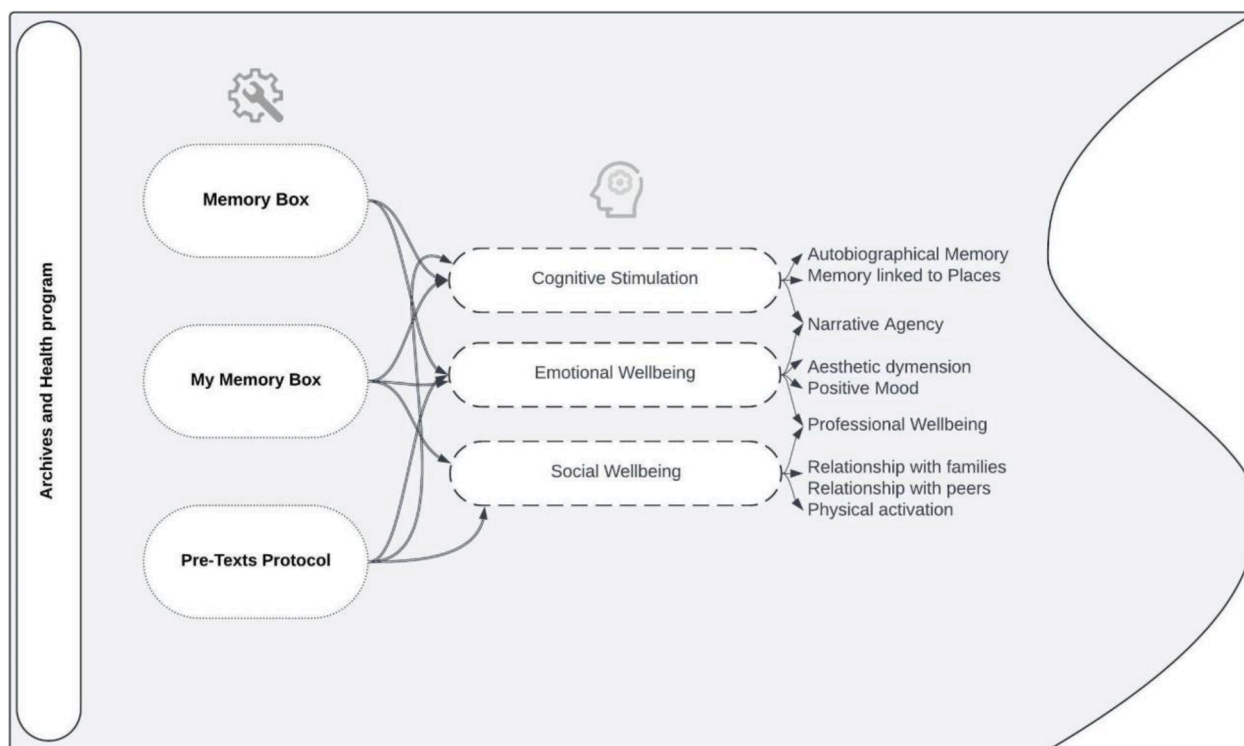 Archives and Health program
Memory Box
My Memory Box
Pre-Texts Protocol
Cognitive Stimulation
Emotional Wellbeing
Social Wellbeing
Autobiographical Memory
Memory linked to Places
Narrative Agency
Aesthetic dymension
Positive Mood
Professional Wellbeing
Relationship with families
Relationship with peers
Physical activation